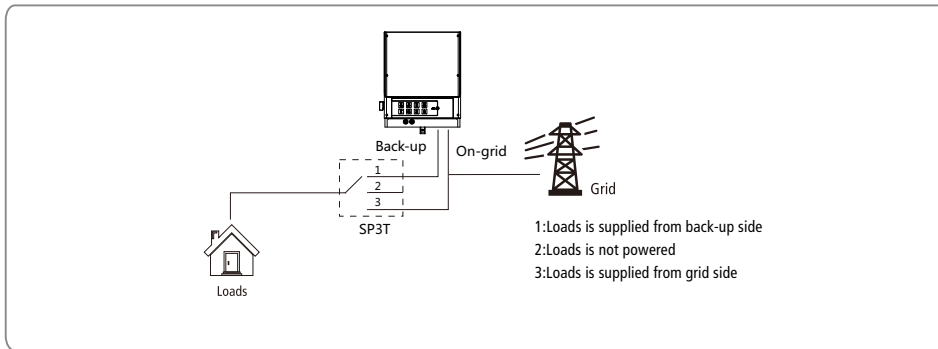 Back-up
On-grid
1
2
3
SP3T
Grid
1:Loads is supplied from back-up side
2:Loads is not powered
3:Loads is supplied from grid side
Loads